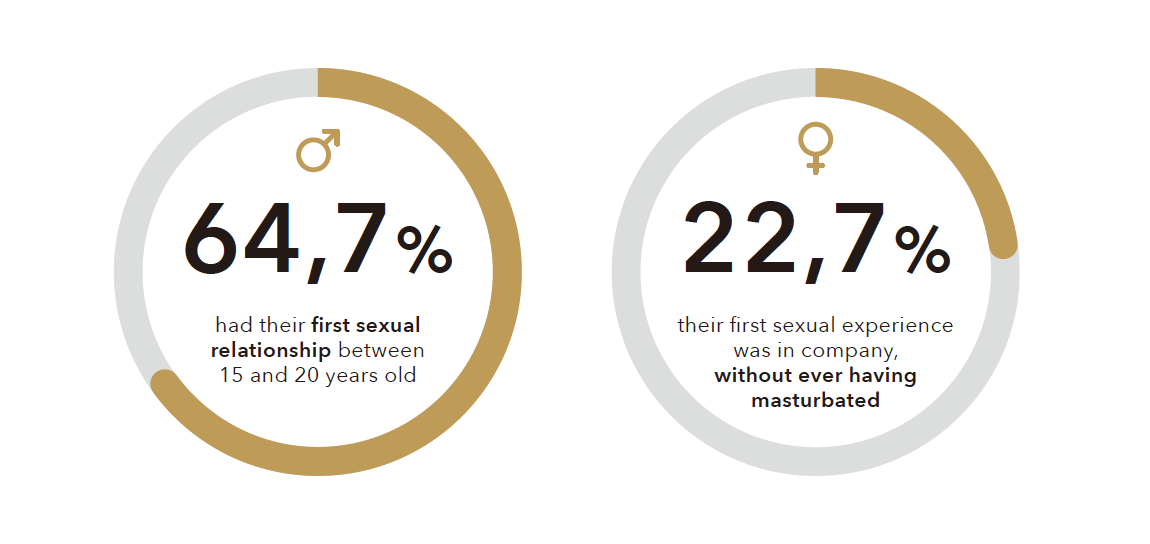 64,7%
had their first sexual
relationship between
15 and 20 years old
22,7%
their first sexual experience
was in company,
without ever having
masturbated